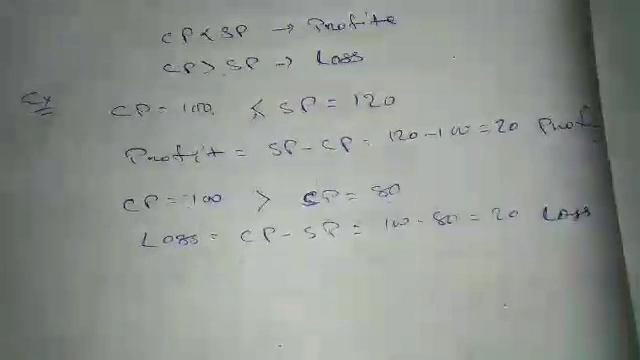 CP < SP → Profit
CP > SP → Loss
Ex CP = 100 < SP = 120
Profit = SP - CP = 120 - 100 = 20 Prof
CP = 100 > SP = 80
Loss = CP - SP = 100 - 80 = 20 Loss